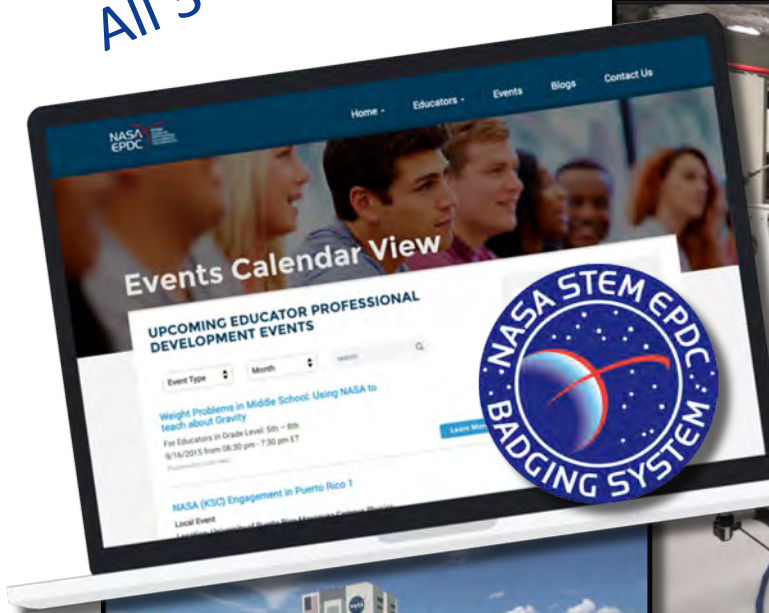 All 5
NASA
EPDC
Home
Educators
Events
Blogs
Contact Us
Events Calendar View
UPCOMING EDUCATOR PROFESSIONAL
DEVELOPMENT EVENTS
Event Type
Month
search
Weight Problems in Middle School: Using NASA to
teach about Gravity
For Educators in Grade Level: 5th – 8th
9/16/2015 from 06:30 pm - 7:30 pm ET
Learn More
NASA (KSC) Engagement in Puerto Rico 1
Local Event
NASA STEM EPDC
BADGING SYSTEM